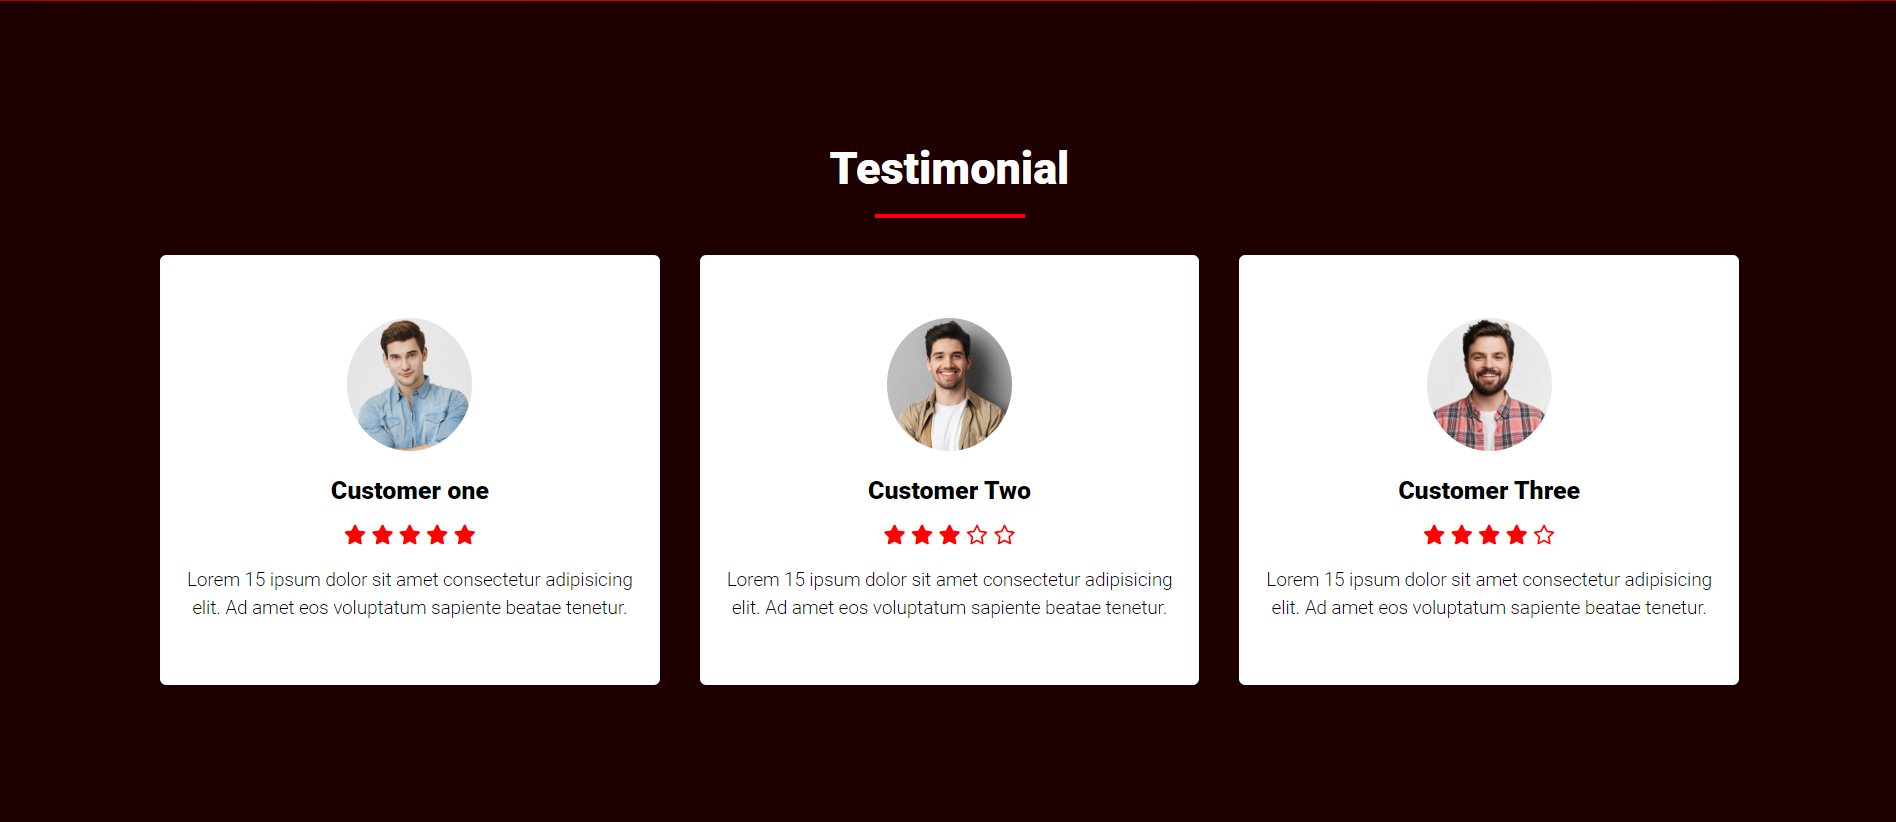 Testimonial
Customer one
Lorem 15 ipsum dolor sit amet consectetur adipisicing
elit. Ad amet eos voluptatum sapiente beatae tenetur.
Customer Two
Lorem 15 ipsum dolor sit amet consectetur adipisicing
elit. Ad amet eos voluptatum sapiente beatae tenetur.
Customer Three
Lorem 15 ipsum dolor sit amet consectetur adipisicing
elit. Ad amet eos voluptatum sapiente beatae tenetur.